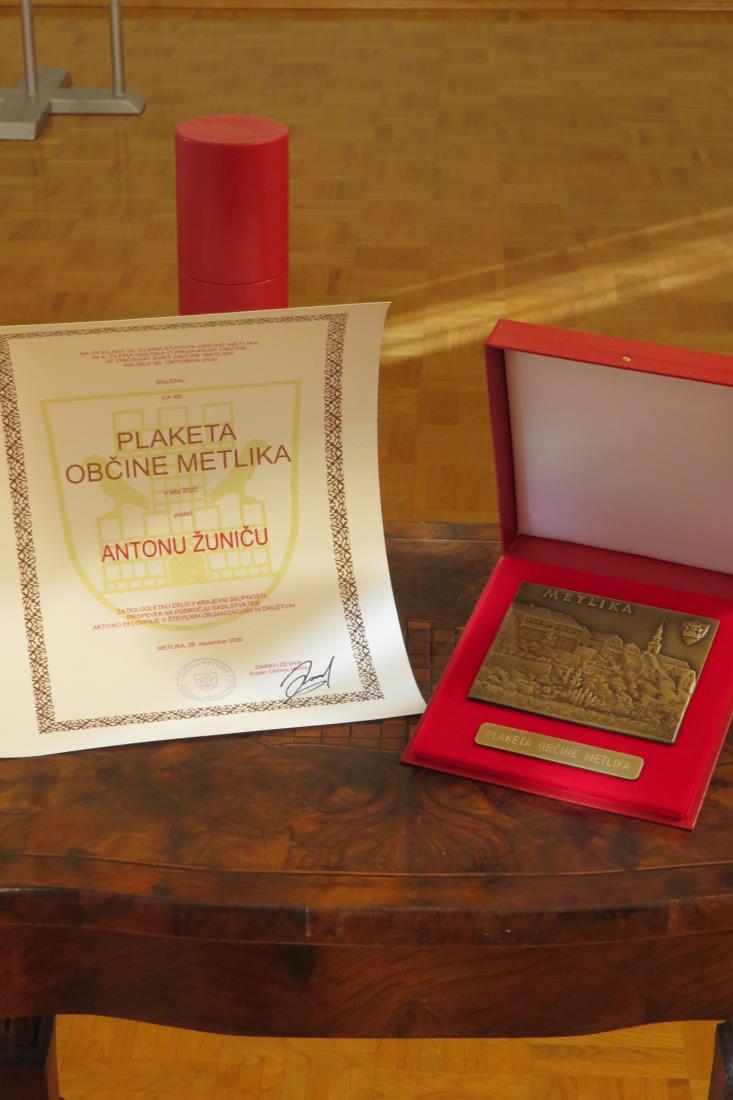 NA PODLAGI 16. ČLENA STATUTA OBČINE METLIKA
IN 4. ČLENA ODLOKA O PRIZNANJIH OBČINE
JE OBČINSKI SVET OBČINE METLIKA
NA SEJI 30. OKTOBRA 2020
SKLENIL,
DA SE
PLAKETA
OBČINE METLIKA
v letu 2020
podeli
ANTONU ŽUNIČU
ZA DOLGOLETNO DELO V KRAJEVNI SKUPNOSTI,
PRISPEVEK NA PODROČJU GASILSTVA TER
AKTIVNO DELOVANJE V ŠTEVILNIH ORGANIZACIJAH IN DRUŠTVIH
METLIKA, 26. november 2020
DARKO ZEVNIK
župan Občine
METLIKA
PLAKETA OBČINE METLIKA